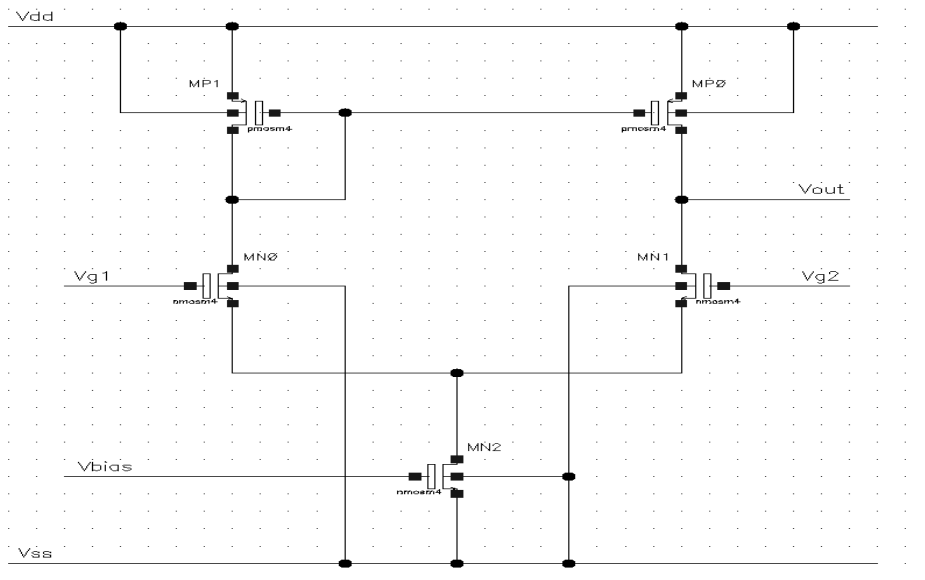 Vdd
MP1
MPØ
pmosm4
pmosm4
Vout
MNØ
MN1
Vg1
Vg2
nmosm4
nmosm4
MN2
Vbias
nmosm4
Vss